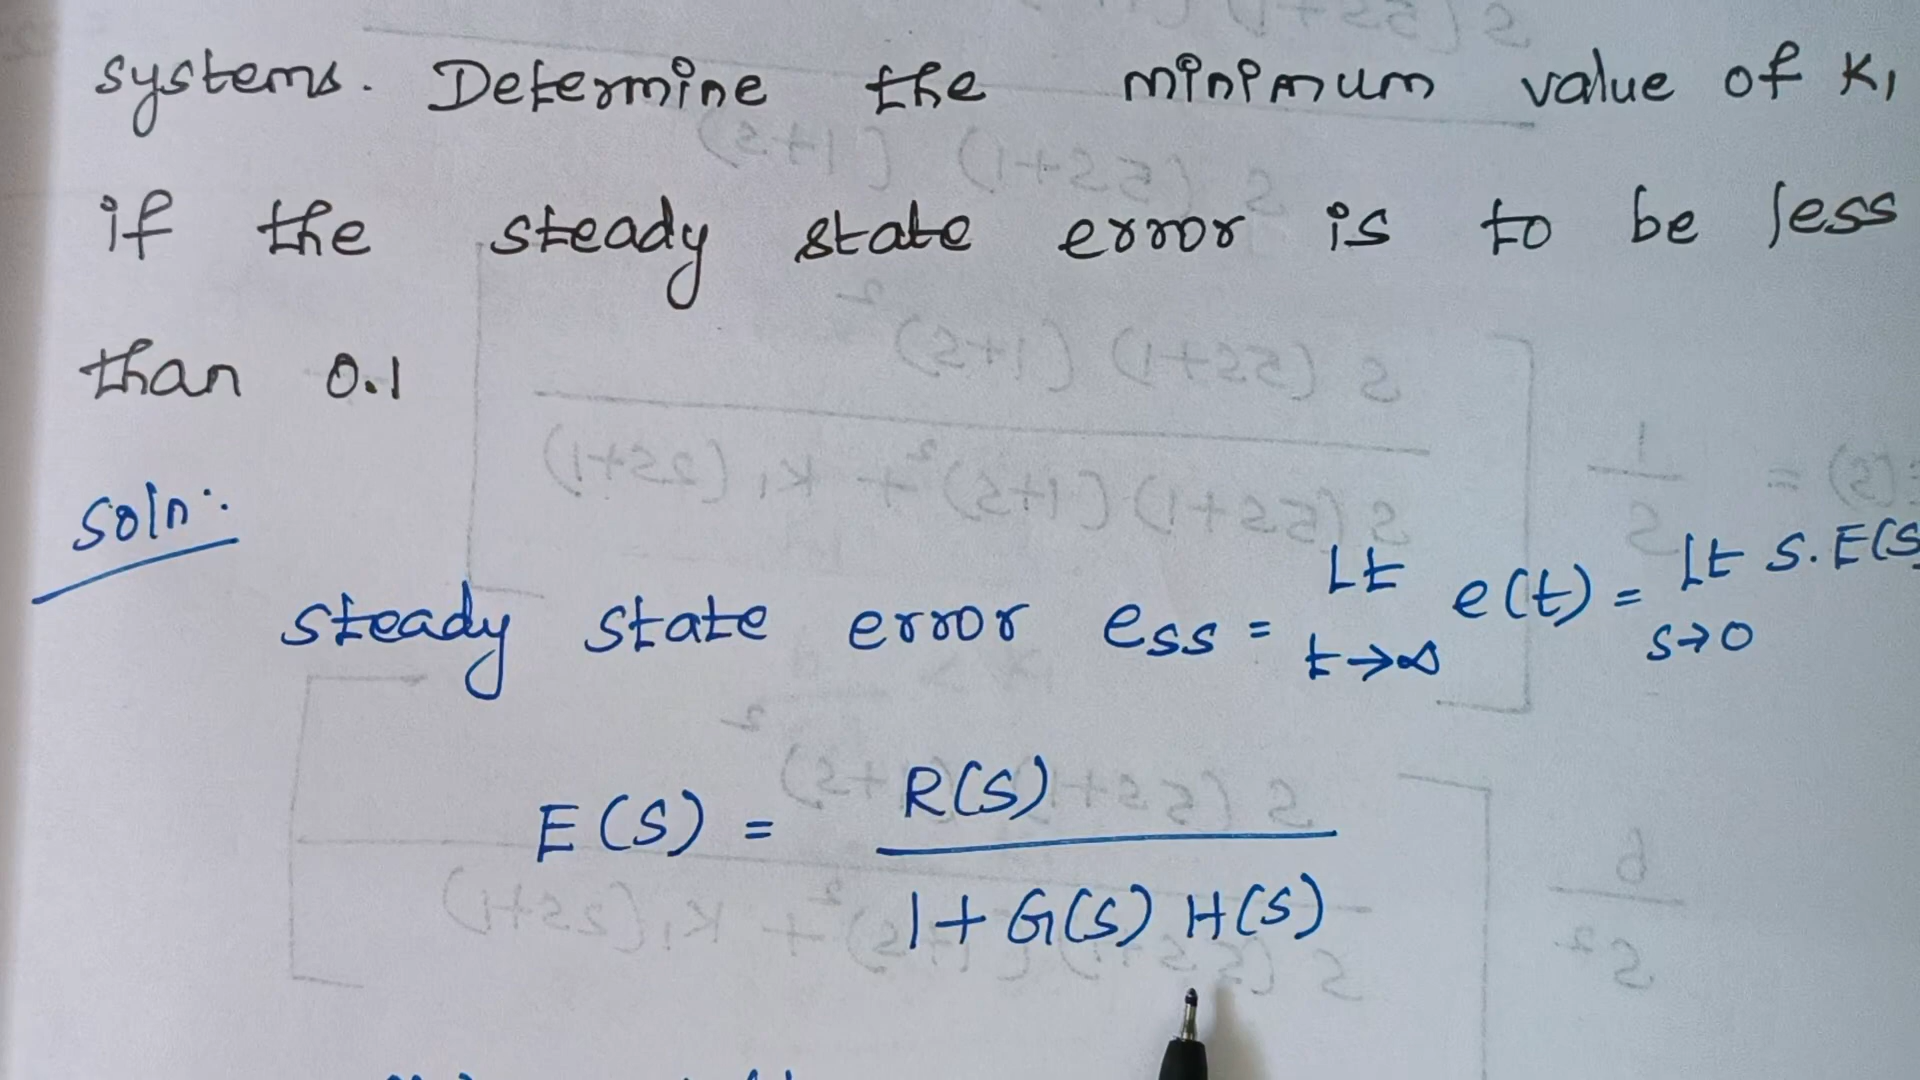 systems. Determine the minimum value of K1
if the steady state error is to be less
than 0.1
Soln:
steady state error ess = Lt t→∞ e(t) = Lt s→0 S.E(S
E(S) = R(S) / 1+G(S) H(S)